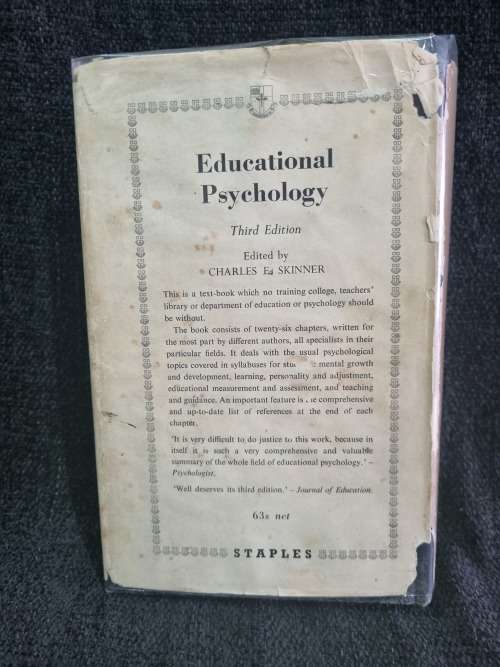 Educational
Psychology
Third Edition
Edited by
CHARLES Ed SKINNER
This is a text-book which no training college, teachers'
library or department of education or psychology should
be without.
The book consists of twenty-six chapters, written for
the most part by different authors, all specialists in their
particular fields. It deals with the usual psychological
topics covered in syllabuses for mental growth
and development, learning, personality and adjustment,
educational measurement and assessment, and teaching
and guidance. An important feature is comprehensive
and up-to-date list of references at the end of each
chapter.
'It is very difficult to do justice to this work, because in
itself it is such a very comprehensive and valuable
summary of the whole field of educational psychology.' –
Psychologist.
'Well deserves its third edition.' – Journal of Education.
63s net
STAPLES